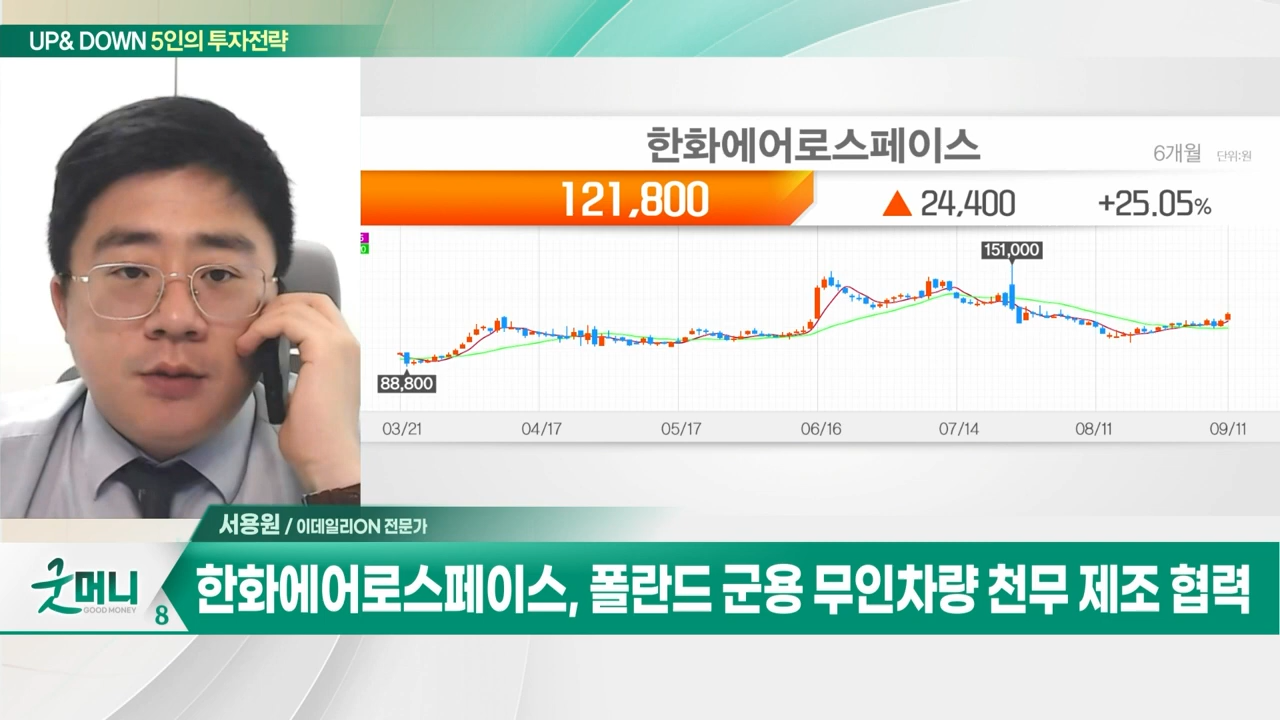 UP& DOWN 5인의 투자전략
한화에어로스페이스
6개월 단위:원
121,800 ▲ 24,400 +25.05%
151,000
88,800
03/21 04/17 05/17 06/16 07/14 08/11 09/11
서용원 / 이데일리ON 전문가
굿머니
GOOD MONEY
8
한화에어로스페이스, 폴란드 군용 무인차량 천무 제조 협력